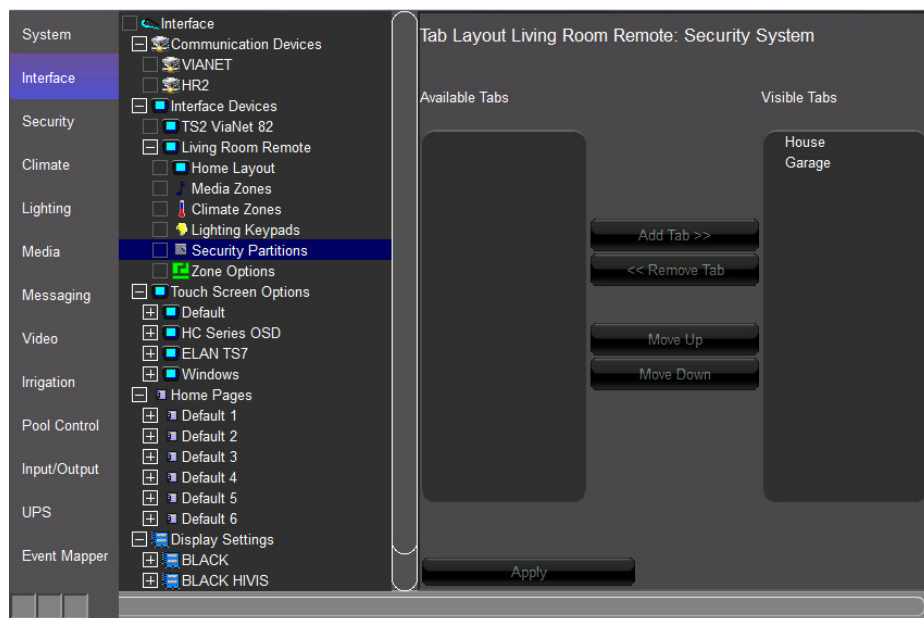 System
Interface
Security
Climate
Lighting
Media
Messaging
Video
Irrigation
Pool Control
Input/Output
UPS
Event Mapper
Interface
Communication Devices
VIANET
HR2
Interface Devices
TS2 ViaNet 82
Living Room Remote
Home Layout
Media Zones
Climate Zones
Lighting Keypads
Security Partitions
Zone Options
Touch Screen Options
Default
HC Series OSD
ELAN TS7
Windows
Home Pages
Default 1
Default 2
Default 3
Default 4
Default 5
Default 6
Display Settings
BLACK
BLACK HIVIS
Tab Layout Living Room Remote: Security System
Available Tabs
Visible Tabs
House
Garage
Add Tab >>
<< Remove Tab
Move Up
Move Down
Apply